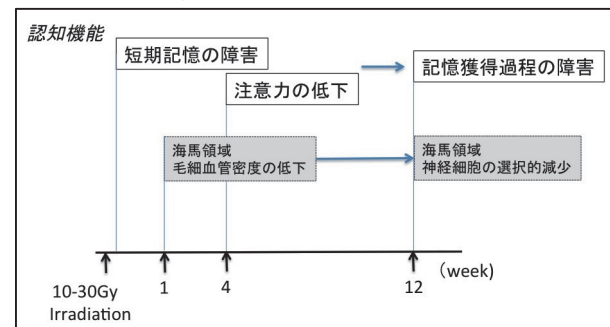 認知機能
短期記憶の障害
注意力の低下
記憶獲得過程の障害
海馬領域
毛細血管密度の低下
海馬領域
神経細胞の選択的減少
10-30Gy
Irradiation
1
4
12
（week)